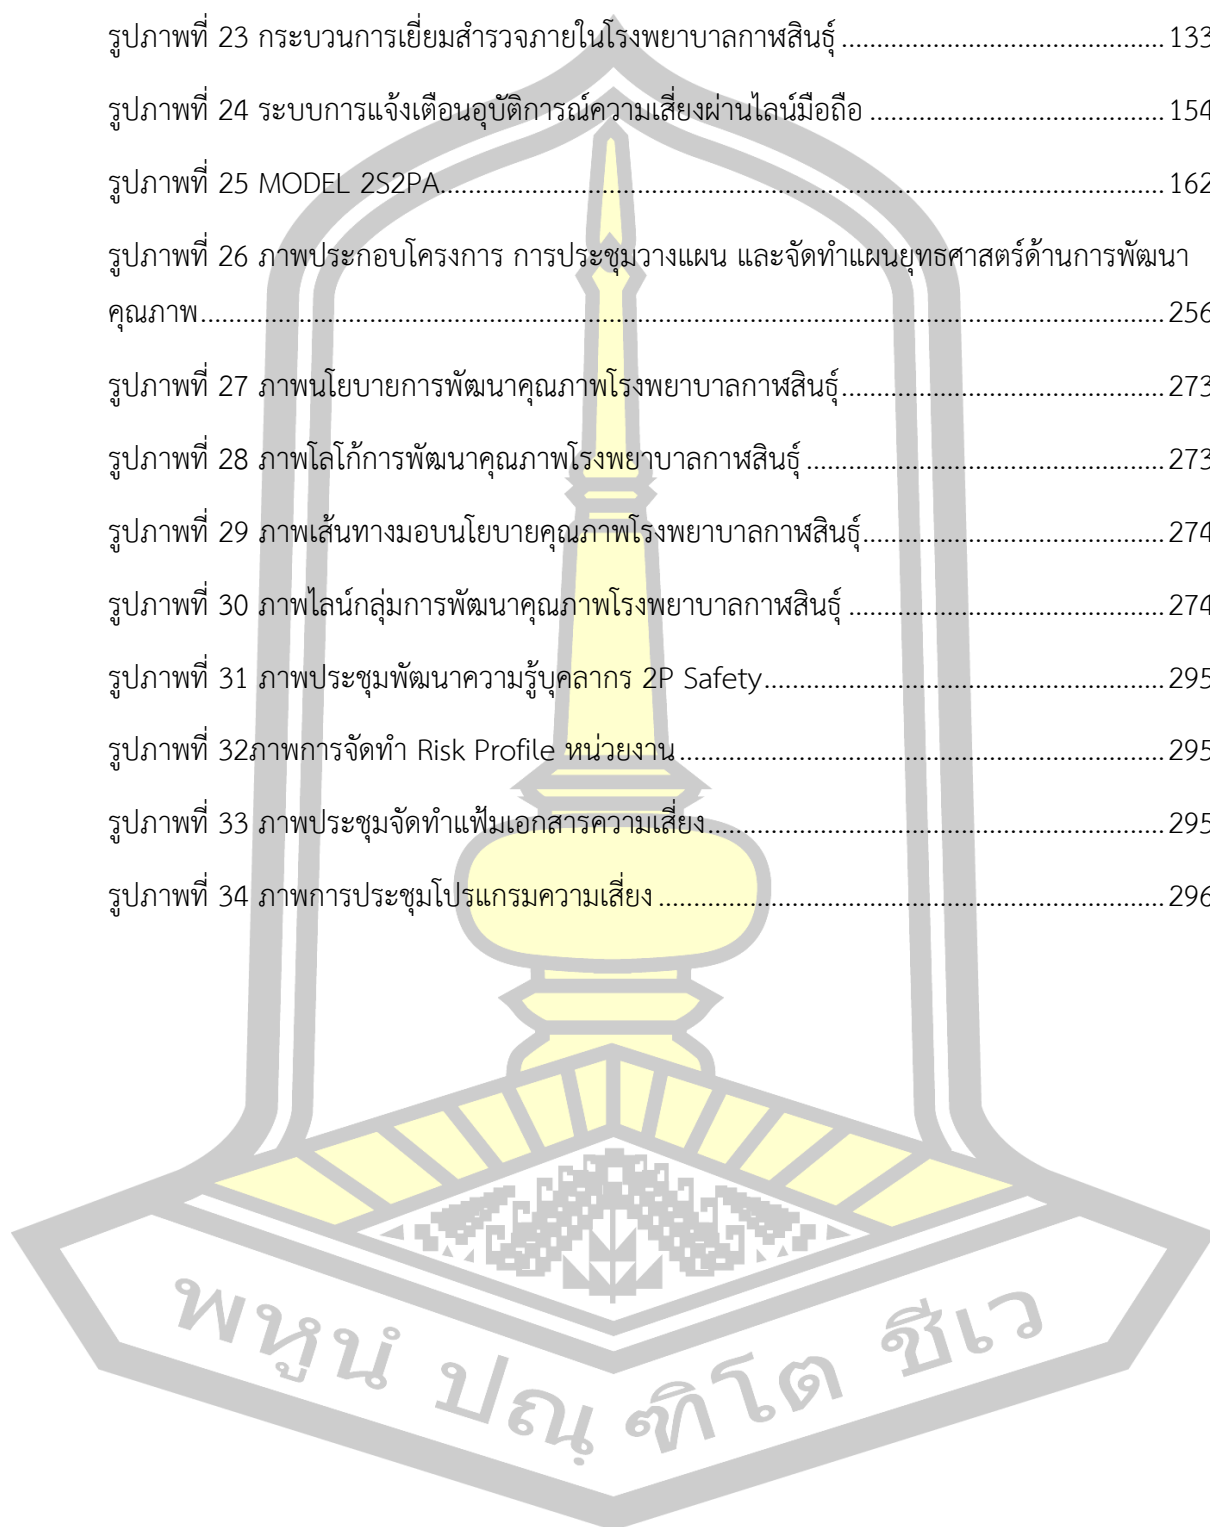 รูปภาพที่ 23 กระบวนการเยี่ยมสำรวจภายในโรงพยาบาลกาฬสินธุ์ ........................................ 133
รูปภาพที่ 24 ระบบการแจ้งเตือนอุบัติการณ์ความเสี่ยงผ่านไลน์มือถือ ..................................... 154
รูปภาพที่ 25 MODEL 2S2PA.......................................................................................... 162
รูปภาพที่ 26 ภาพประกอบโครงการ การประชุมวางแผน และจัดทำแผนยุทธศาสตร์ด้านการพัฒนา
คุณภาพ........................................................................................................................ 256
รูปภาพที่ 27 ภาพนโยบายการพัฒนาคุณภาพโรงพยาบาลกาฬสินธุ์........................................ 273
รูปภาพที่ 28 ภาพโลโก้การพัฒนาคุณภาพโรงพยาบาลกาฬสินธุ์ ............................................. 273
รูปภาพที่ 29 ภาพเส้นทางมอบนโยบายคุณภาพโรงพยาบาลกาฬสินธุ์...................................... 274
รูปภาพที่ 30 ภาพไลน์กลุ่มการพัฒนาคุณภาพโรงพยาบาลกาฬสินธุ์ ....................................... 274
รูปภาพที่ 31 ภาพประชุมพัฒนาความรู้บุคลากร 2P Safety.................................................. 295
รูปภาพที่ 32ภาพการจัดทำ Risk Profile หน่วยงาน ............................................................ 295
รูปภาพที่ 33 ภาพประชุมจัดทำแฟ้มเอกสารความเสี่ยง......................................................... 295
รูปภาพที่ 34 ภาพการประชุมโปรแกรมความเสี่ยง ............................................................... 296
พหูนํ ปณฺฑิโต ชีเว